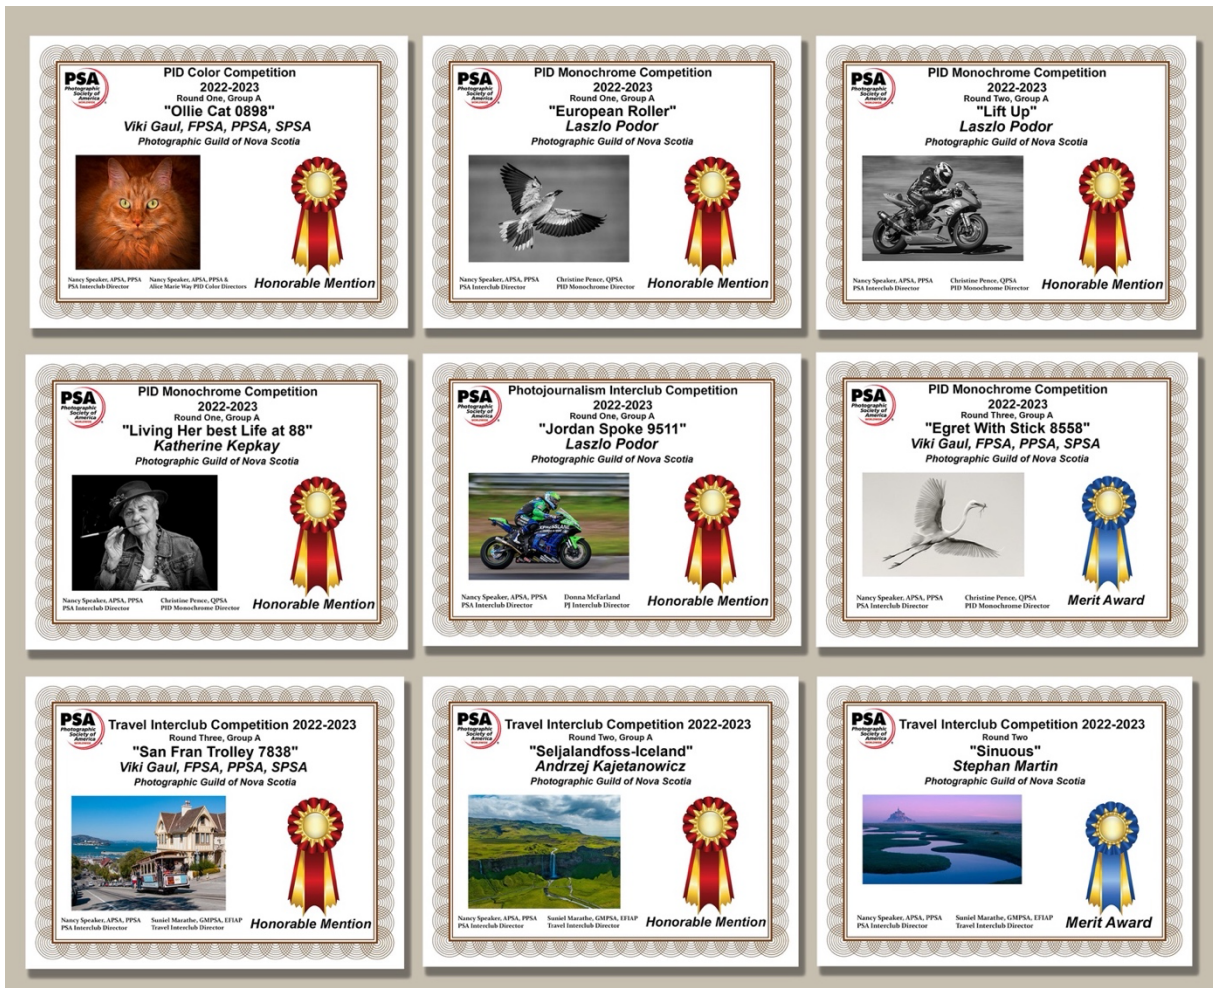 PSA
Photographic
Society of
America
WORLDWIDE
PID Color Competition
2022-2023
Round One, Group A
"Ollie Cat 0898"
Viki Gaul, FPSA, PPSA, SPSA
Photographic Guild of Nova Scotia
Nancy Speaker, APSA, PPSA
PSA Interclub Director
Nancy Speaker, APSA, PPSA &
Alice Marie Way PID Color Directors
Honorable Mention
PSA
Photographic
Society of
America
WORLDWIDE
PID Monochrome Competition
2022-2023
Round One, Group A
"European Roller"
Laszlo Podor
Photographic Guild of Nova Scotia
Nancy Speaker, APSA, PPSA
PSA Interclub Director
Christine Pence, QPSA
PID Monochrome Director
Honorable Mention
PSA
Photographic
Society of
America
WORLDWIDE
PID Monochrome Competition
2022-2023
Round Two, Group A
"Lift Up"
Laszlo Podor
Photographic Guild of Nova Scotia
Nancy Speaker, APSA, PPSA
PSA Interclub Director
Christine Pence, QPSA
PID Monochrome Director
Honorable Mention
PSA
Photographic
Society of
America
WORLDWIDE
PID Monochrome Competition
2022-2023
Round One, Group A
"Living Her best Life at 88"
Katherine Kepkay
Photographic Guild of Nova Scotia
Nancy Speaker, APSA, PPSA
PSA Interclub Director
Christine Pence, QPSA
PID Monochrome Director
Honorable Mention
PSA
Photographic
Society of
America
WORLDWIDE
Photojournalism Interclub Competition
2022-2023
Round One, Group A
"Jordan Spoke 9511"
Laszlo Podor
Photographic Guild of Nova Scotia
Nancy Speaker, APSA, PPSA
PSA Interclub Director
Donna McFarland
PJ Interclub Director
Honorable Mention
PSA
Photographic
Society of
America
WORLDWIDE
PID Monochrome Competition
2022-2023
Round Three, Group A
"Egret With Stick 8558"
Viki Gaul, FPSA, PPSA, SPSA
Photographic Guild of Nova Scotia
Nancy Speaker, APSA, PPSA
PSA Interclub Director
Christine Pence, QPSA
PID Monochrome Director
Merit Award
PSA
Photographic
Society of
America
WORLDWIDE
Travel Interclub Competition 2022-2023
Round Three, Group A
"San Fran Trolley 7838"
Viki Gaul, FPSA, PPSA, SPSA
Photographic Guild of Nova Scotia
Nancy Speaker, APSA, PPSA
PSA Interclub Director
Suniel Marathe, GMPSA, EFIAP
Travel Interclub Director
Honorable Mention
PSA
Photographic
Society of
America
WORLDWIDE
Travel Interclub Competition 2022-2023
Round Two, Group A
"Seljalandfoss-Iceland"
Andrzej Kajetanowicz
Photographic Guild of Nova Scotia
Nancy Speaker, APSA, PPSA
PSA Interclub Director
Suniel Marathe, GMPSA, EFIAP
Travel Interclub Director
Honorable Mention
PSA
Photographic
Society of
America
WORLDWIDE
Travel Interclub Competition 2022-2023
Round Two
"Sinuous"
Stephan Martin
Photographic Guild of Nova Scotia
Nancy Speaker, APSA, PPSA
PSA Interclub Director
Suniel Marathe, GMPSA, EFIAP
Travel Interclub Director
Merit Award